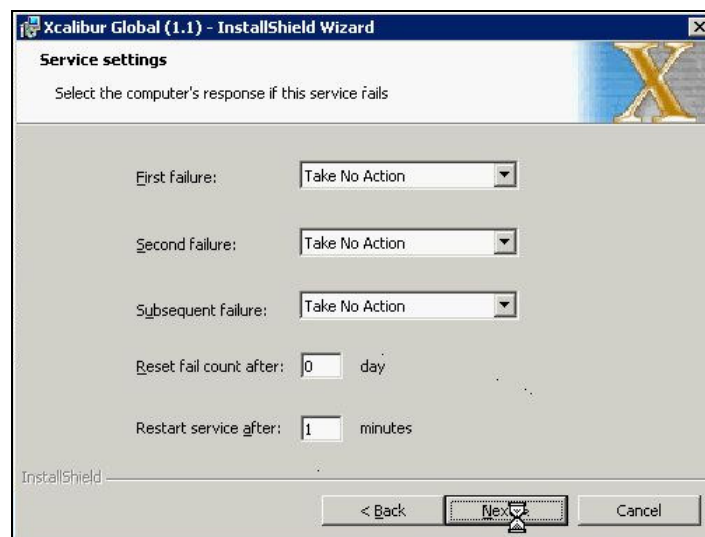 Xcalibur Global (1.1) - InstallShield Wizard
Service settings
Select the computer's response if this service fails
First failure: Take No Action
Second failure: Take No Action
Subsequent failure: Take No Action
Reset fail count after: 0 day
Restart service after: 1 minutes
InstallShield
< Back Next Cancel